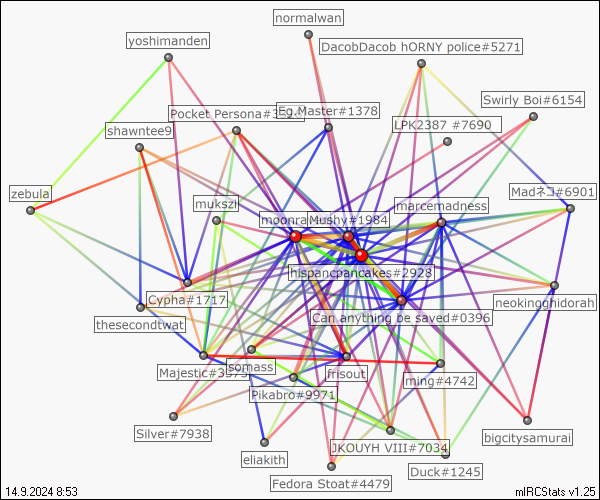 normalwan
yoshimanden
DacobDacob hORNY police#5271
Swirly Boi#6154
Pocket Persona#3
Eg.Master#1378
LPK2387 #7690
shawntee9
zebula
Madネコ#6901
mukszi
marcemadness
moonra
Mushy#1984
hispancpancakes#2928
Cypha#1717
neokingghidorah
thesecondtwat
Can anything be saved#0396
Majestic#3373
somass
frisout
ming#4742
Pikabro#9971
Silver#7938
eliakith
JKOUYH VIII#7034
bigcitysamurai
Duck#1245
Fedora Stoat#4479
14.9.2024 8:53
mIRCStats v1.25